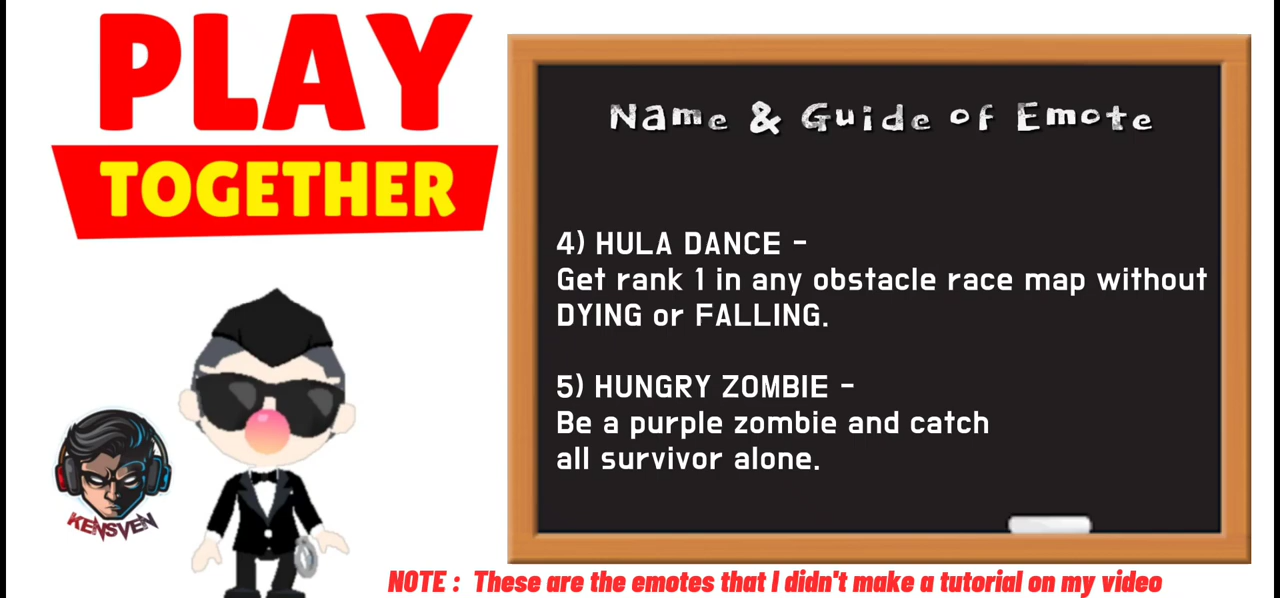 PLAY
TOGETHER
Name & Guide of Emote
4) HULA DANCE -
Get rank 1 in any obstacle race map without
DYING or FALLING.
5) HUNGRY ZOMBIE -
Be a purple zombie and catch
all survivor alone.
KENSVEN
NOTE : These are the emotes that I didn't make a tutorial on my video